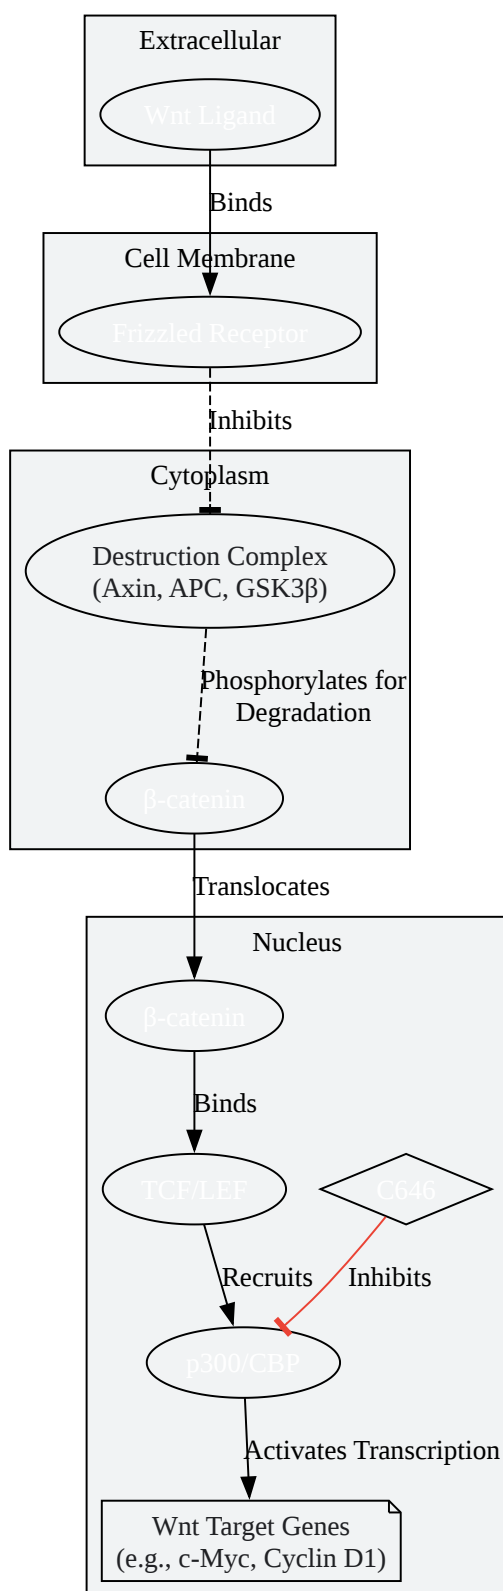 Extracellular
Wnt Ligand
Binds
Cell Membrane
Frizzled Receptor
Inhibits
Cytoplasm
Destruction Complex
(Axin, APC, GSK3β)
Phosphorylates for
Degradation
β-catenin
Translocates
Nucleus
β-catenin
Binds
TCF/LEF
C646
Recruits
Inhibits
p300/CBP
Activates Transcription
Wnt Target Genes
(e.g., c-Myc, Cyclin D1)